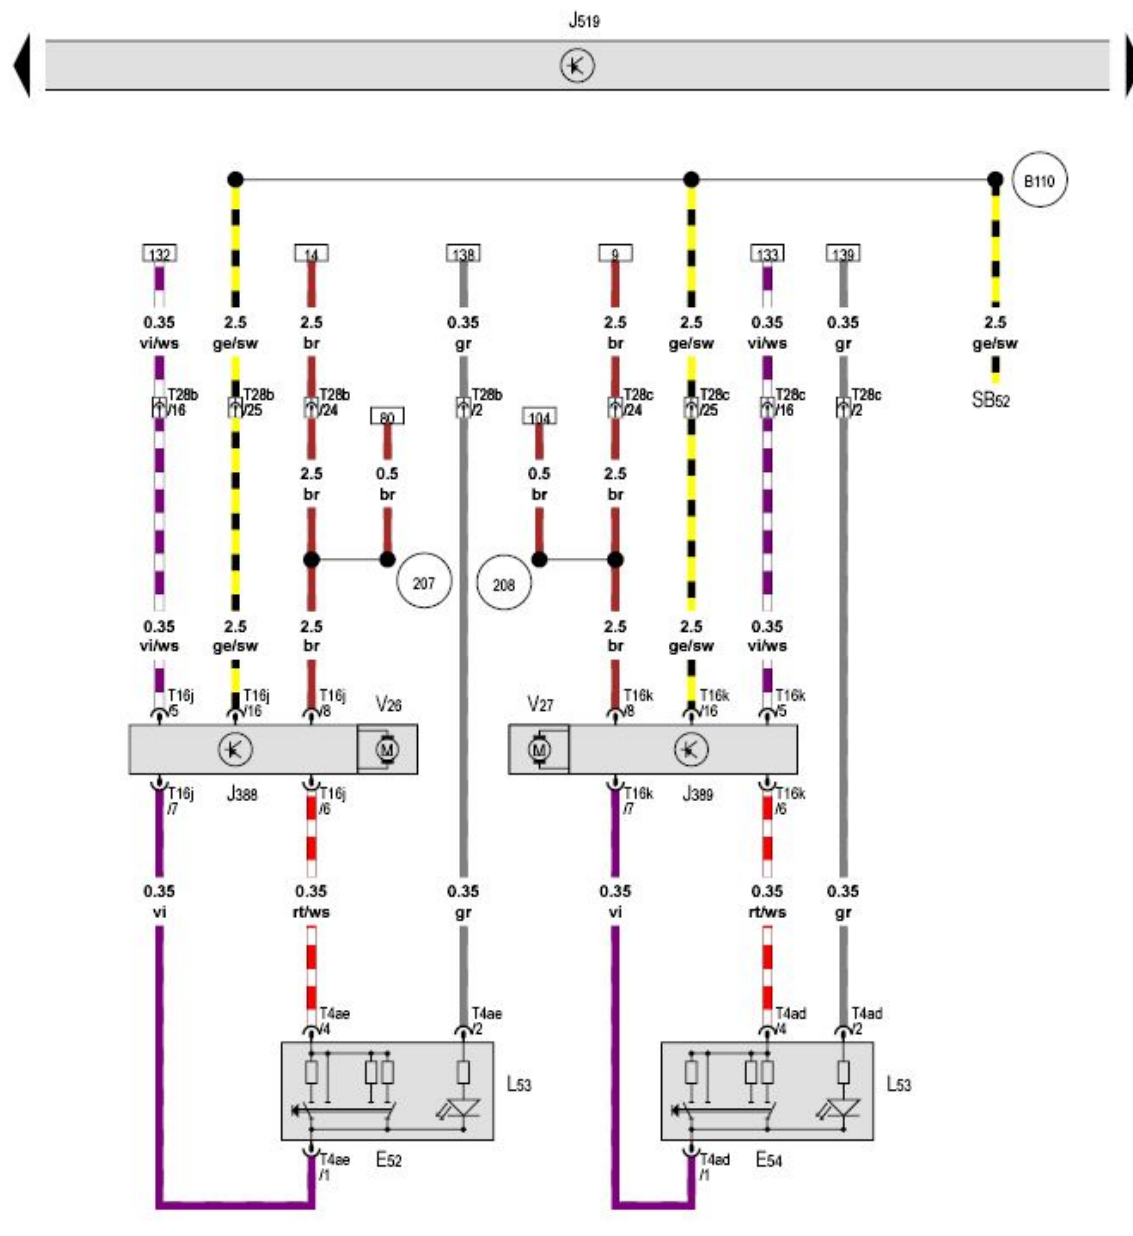 J519
B110
132
14
138
9
133
139
0.35 2.5 2.5 0.35 2.5 2.5 0.35 0.35 2.5
vi/ws ge/sw br gr br ge/sw vi/ws gr ge/sw
T28b T28b T28b T28b T28c T28c T28c T28c
/16 /25 /24 /2 /24 /25 /16 /2
SB52
80
104
2.5 0.5 0.5 2.5
br br br br
207
208
0.35 2.5 2.5 2.5 2.5 0.35
vi/ws ge/sw br br ge/sw vi/ws
T16j T16j T16j V26 V27 T16k T16k T16k
/5 /16 /8 /8 /16 /5
M
M
T16j J388 T16j T16k J389 T16k
/7 /6 /7 /6
0.35 0.35 0.35 0.35 0.35 0.35
vi rt/ws gr vi rt/ws gr
T4ae T4ae T4ad T4ad
/4 /2 /4 /2
L53
L53
T4ae E52 T4ad E54
/1 /1